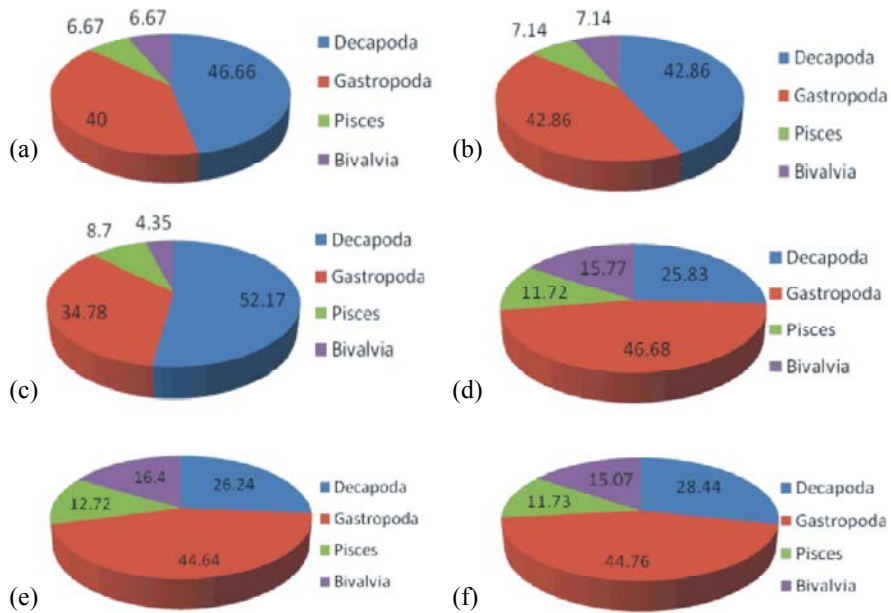 6.67 6.67
46.66
40
Decapoda
Gastropoda
Pisces
Bivalvia
(a)
7.14 7.14
42.86
42.86
Decapoda
Gastropoda
Pisces
Bivalvia
(b)
8.7 4.35
52.17
34.78
Decapoda
Gastropoda
Pisces
Bivalvia
(c)
15.77 25.83
11.72
46.68
Decapoda
Gastropoda
Pisces
Bivalvia
(d)
16.4 26.24
12.72
44.64
Decapoda
Gastropoda
Pisces
Bivalvia
(e)
15.07 28.44
11.73
44.76
Decapoda
Gastropoda
Pisces
Bivalvia
(f)